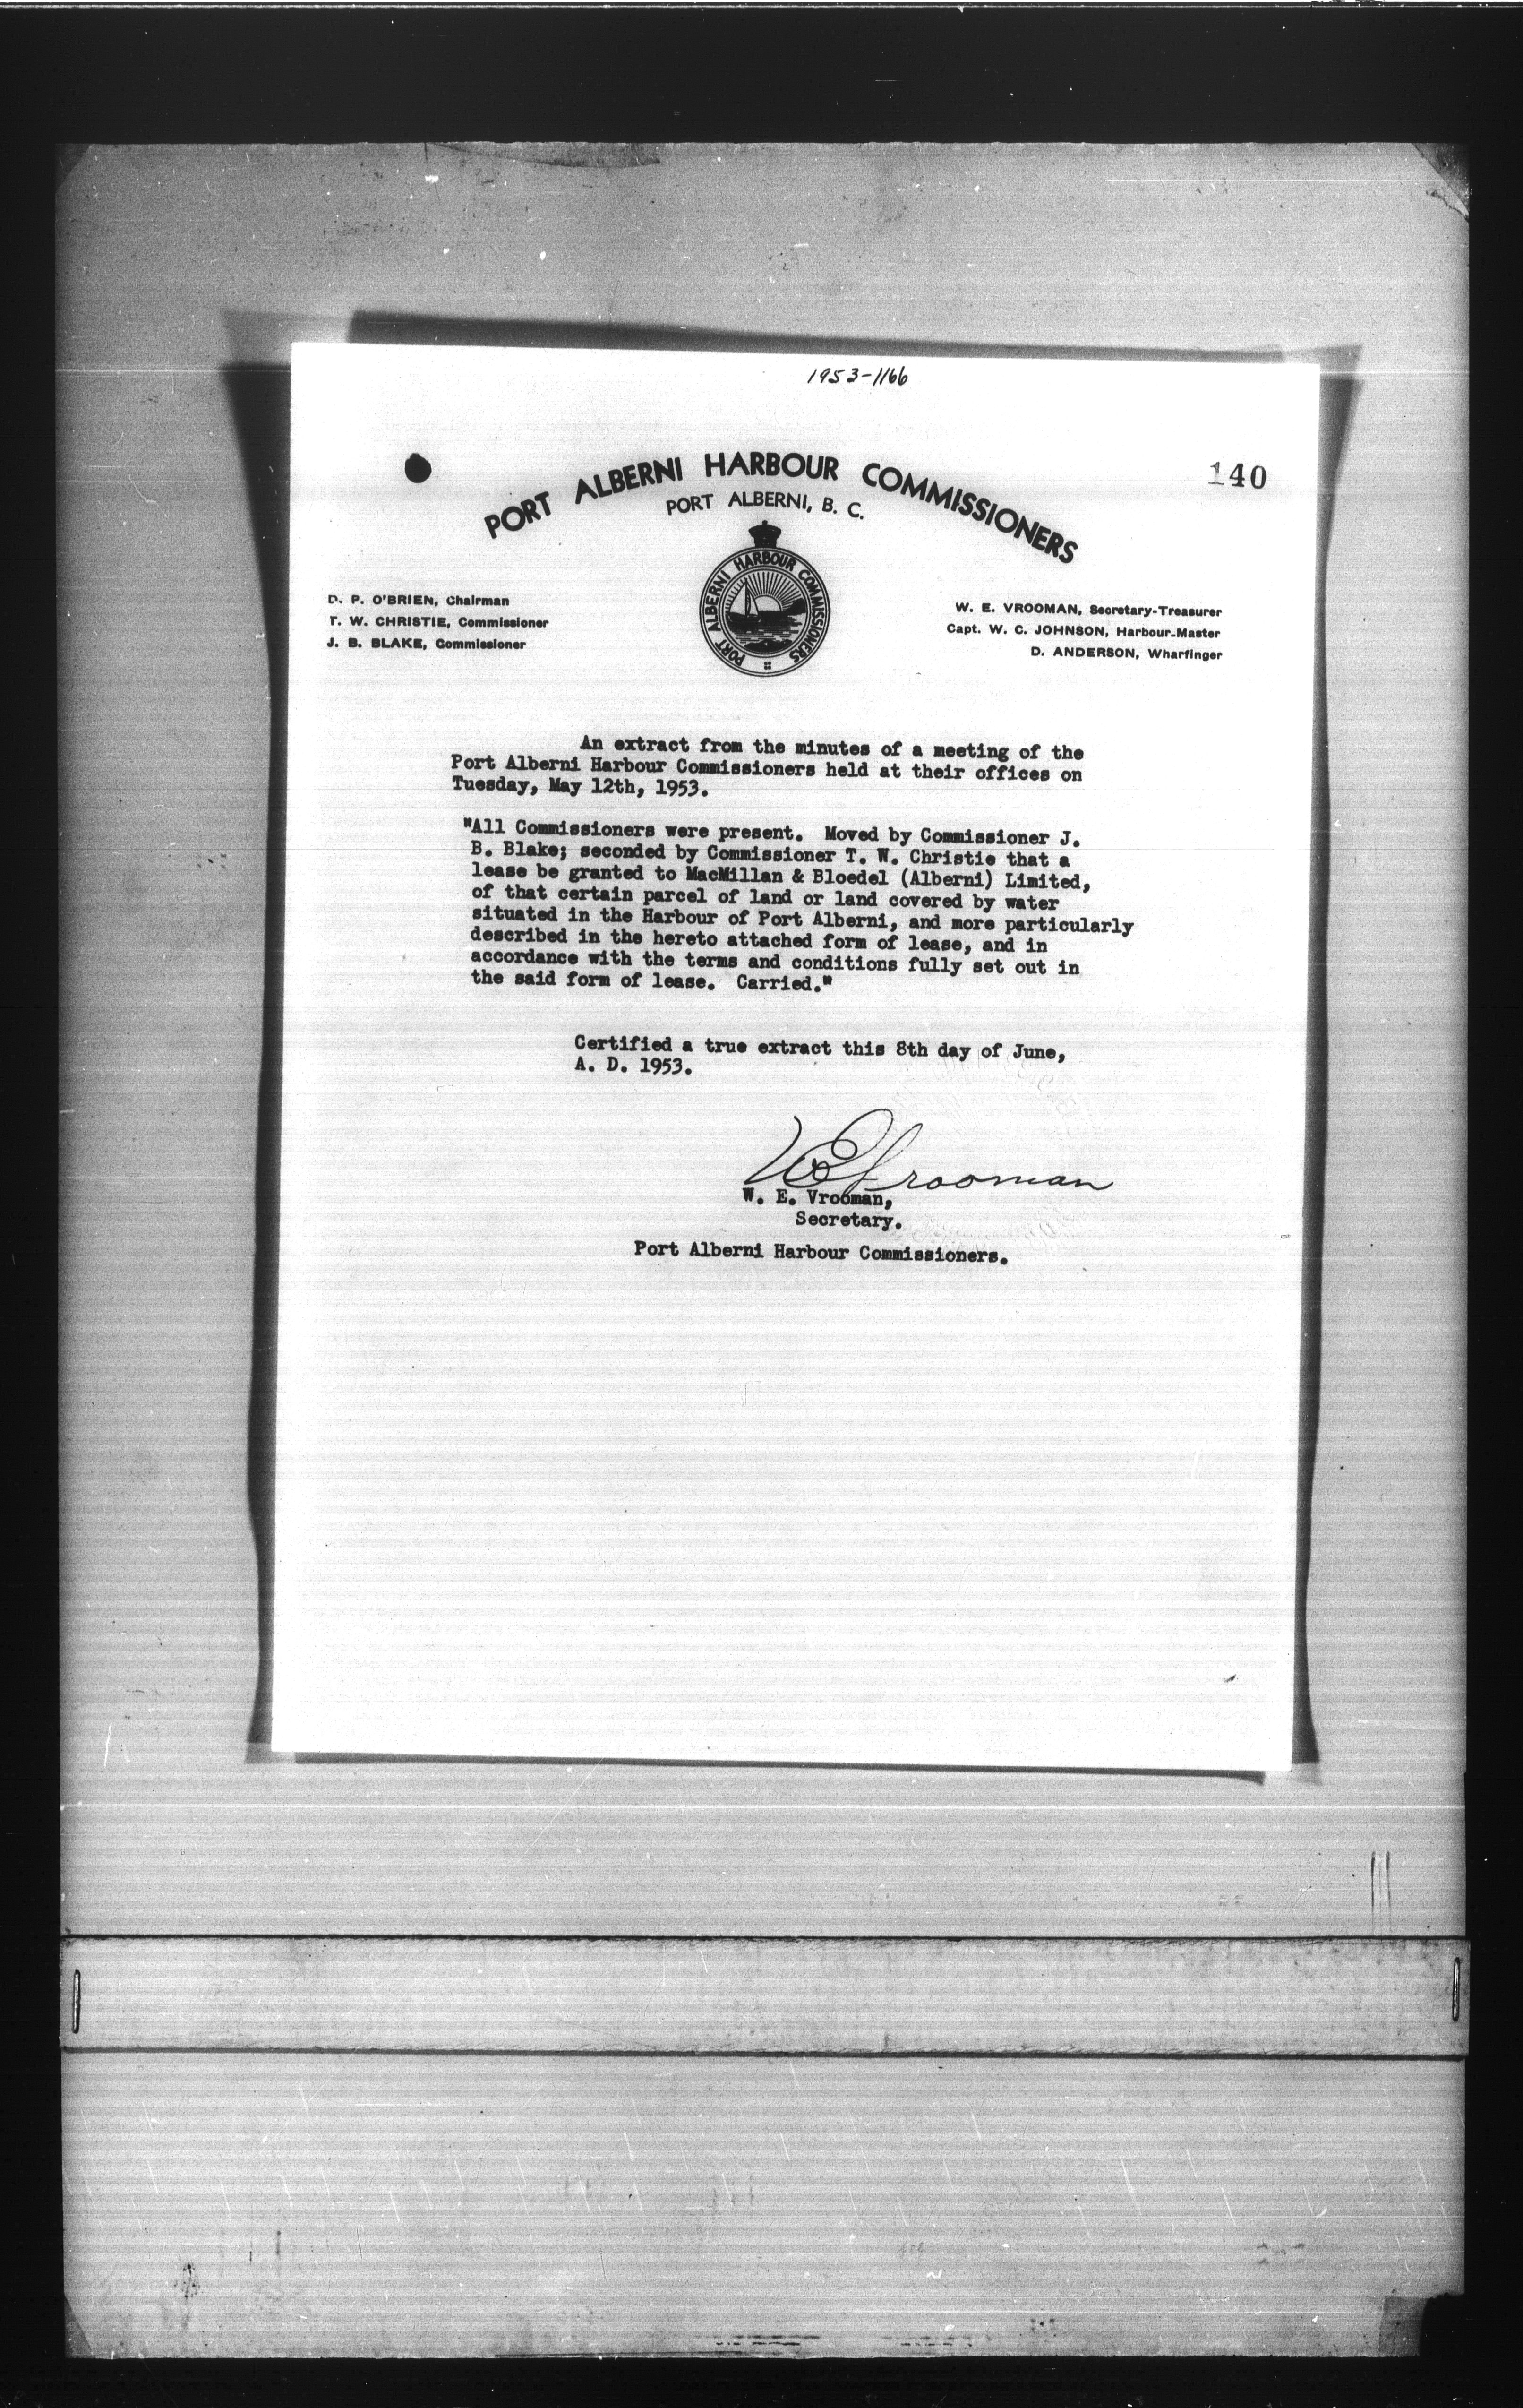 1953-1166
140
PORT ALBERNI HARBOUR COMMISSIONERS
PORT ALBERNI, B. C.
PORT ALBERNI HARBOUR COMMISSIONERS
D. P. O'BRIEN, Chairman
T. W. CHRISTIE, Commissioner
J. B. BLAKE, Commissioner
W. E. VROOMAN, Secretary-Treasurer
Capt. W. C. JOHNSON, Harbour-Master
D. ANDERSON, Wharfinger
An extract from the minutes of a meeting of the
Port Alberni Harbour Commissioners held at their offices on
Tuesday, May 12th, 1953.
"All Commissioners were present. Moved by Commissioner J.
B. Blake; seconded by Commissioner T. W. Christie that a
lease be granted to MacMillan & Bloedel (Alberni) Limited,
of that certain parcel of land or land covered by water
situated in the Harbour of Port Alberni, and more particularly
described in the hereto attached form of lease, and in
accordance with the terms and conditions fully set out in
the said form of lease. Carried."
Certified a true extract this 8th day of June,
A. D. 1953.
W E Vrooman
W. E. Vrooman,
Secretary.
Port Alberni Harbour Commissioners.